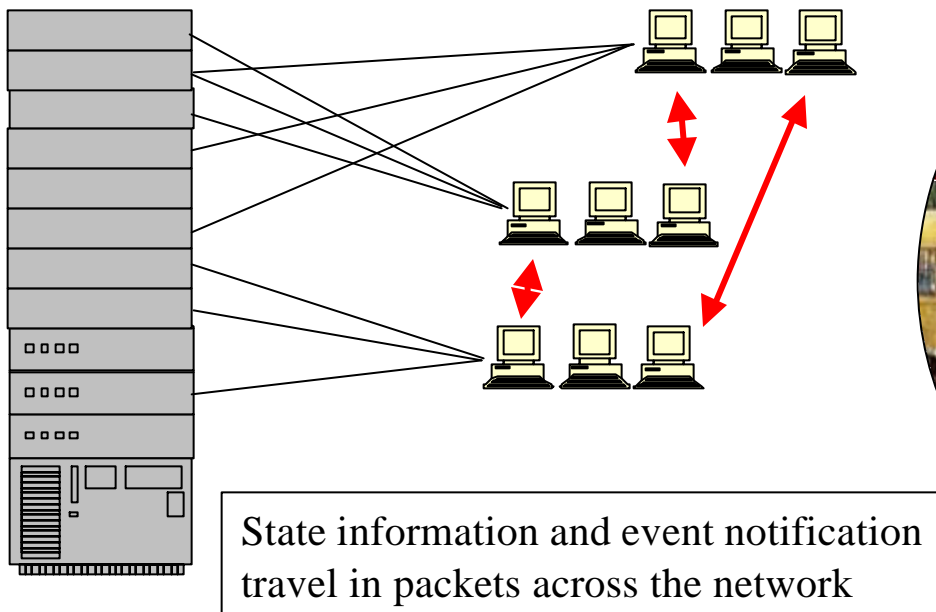 State information and event notification
travel in packets across the network